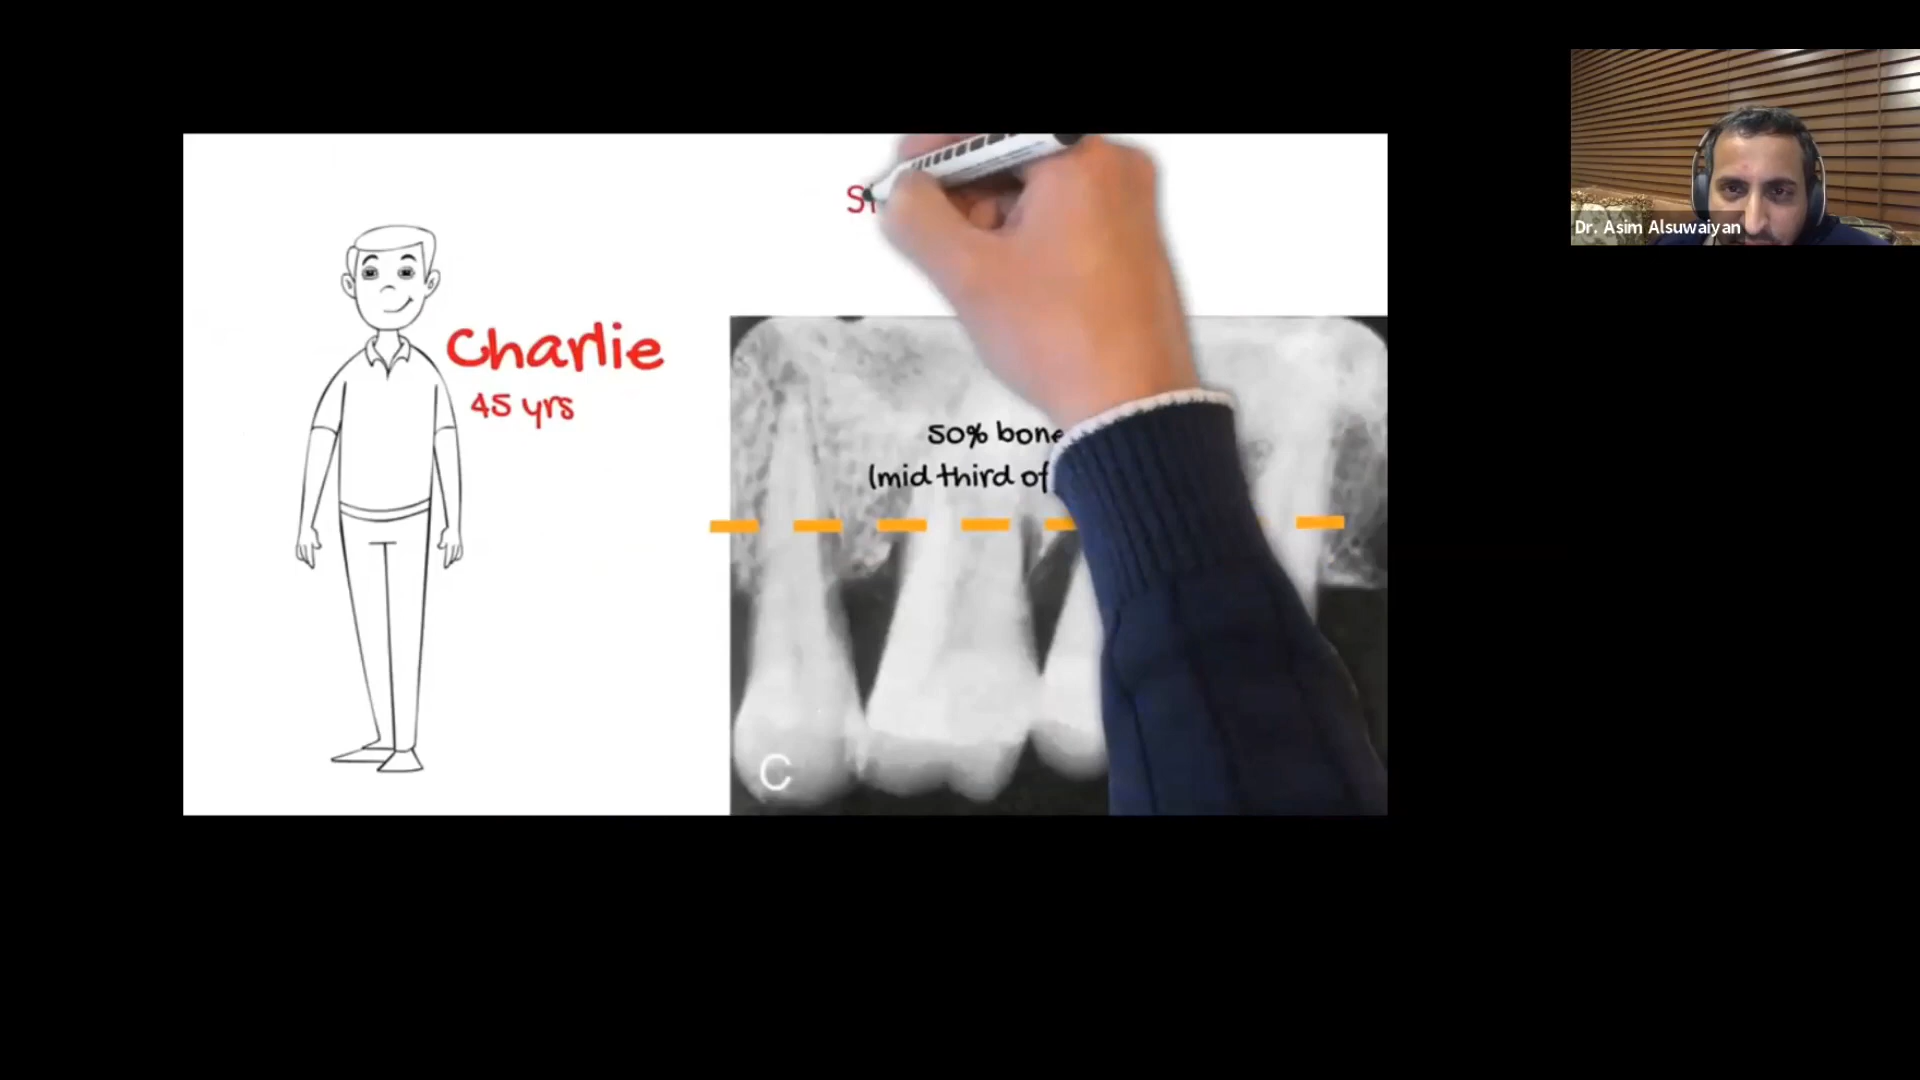 Charlie
45 yrs
50% bone
(mid third of
C
Dr. Asim Alsuwaiyan